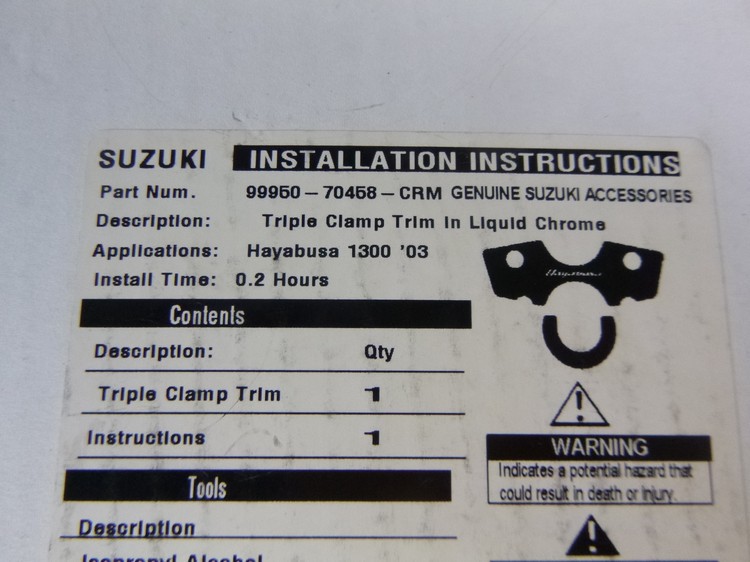 SUZUKI INSTALLATION INSTRUCTIONS
Part Num. 99950-70458-CRM GENUINE SUZUKI ACCESSORIES
Description: Triple Clamp Trim in Liquid Chrome
Applications: Hayabusa 1300 '03
Install Time: 0.2 Hours
Contents
Description: Qty
Triple Clamp Trim 1
Instructions 1
WARNING
Indicates a potential hazard that
could result in death or injury.
Tools
Description
Isopropyl Alcohol